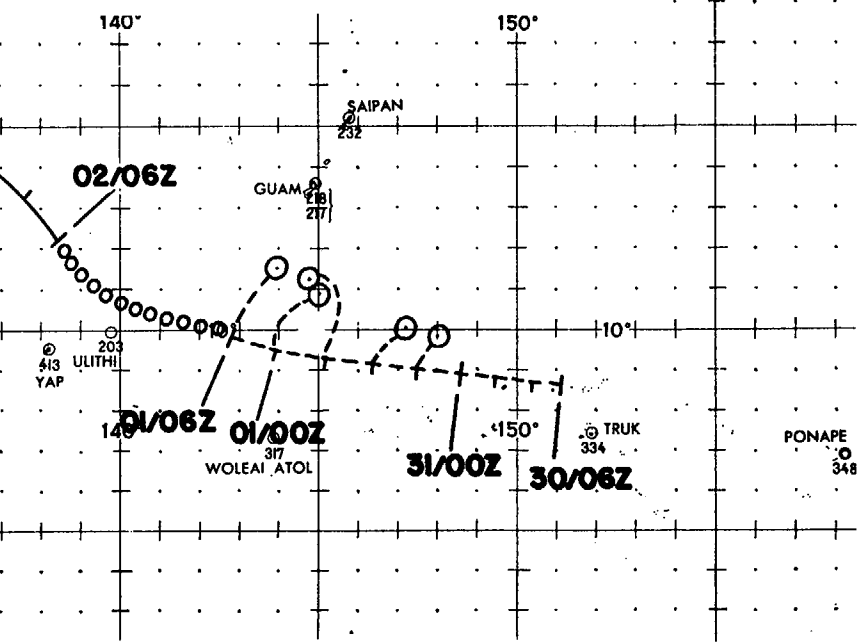 140°
150°
SAIPAN
232
02/06Z
GUAM
218
217
10°
203
ULITHI
413
YAP
01/06Z
140°
01/00Z
317
WOLEAI ATOL
150°
TRUK
334
31/00Z
30/06Z
PONAPE
348